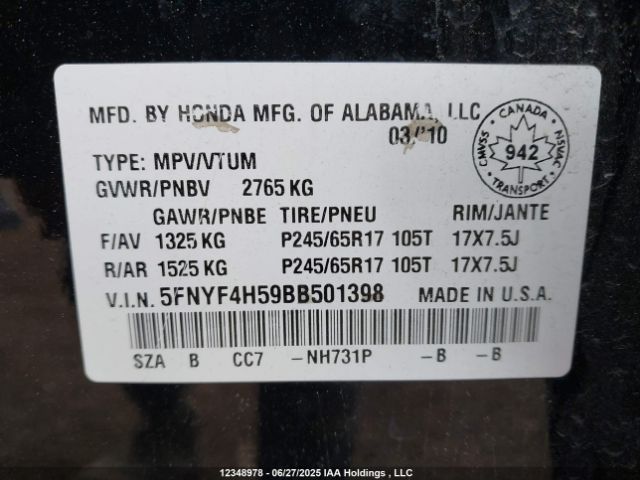 MFD. BY HONDA MFG. OF ALABAMA, LLC
03/'10
CANADA
CMVSS
942
NSVAC
TRANSPORT
TYPE: MPV/VTUM
GVWR/PNBV 2765 KG
GAWR/PNBE TIRE/PNEU RIM/JANTE
F/AV 1325 KG P245/65R17 105T 17X7.5J
R/AR 1525 KG P245/65R17 105T 17X7.5J
V.I.N. 5FNYF4H59BB501398 MADE IN U.S.A.
SZA B CC7 -NH731P -B -B
12348978 - 06/27/2025 IAA Holdings , LLC